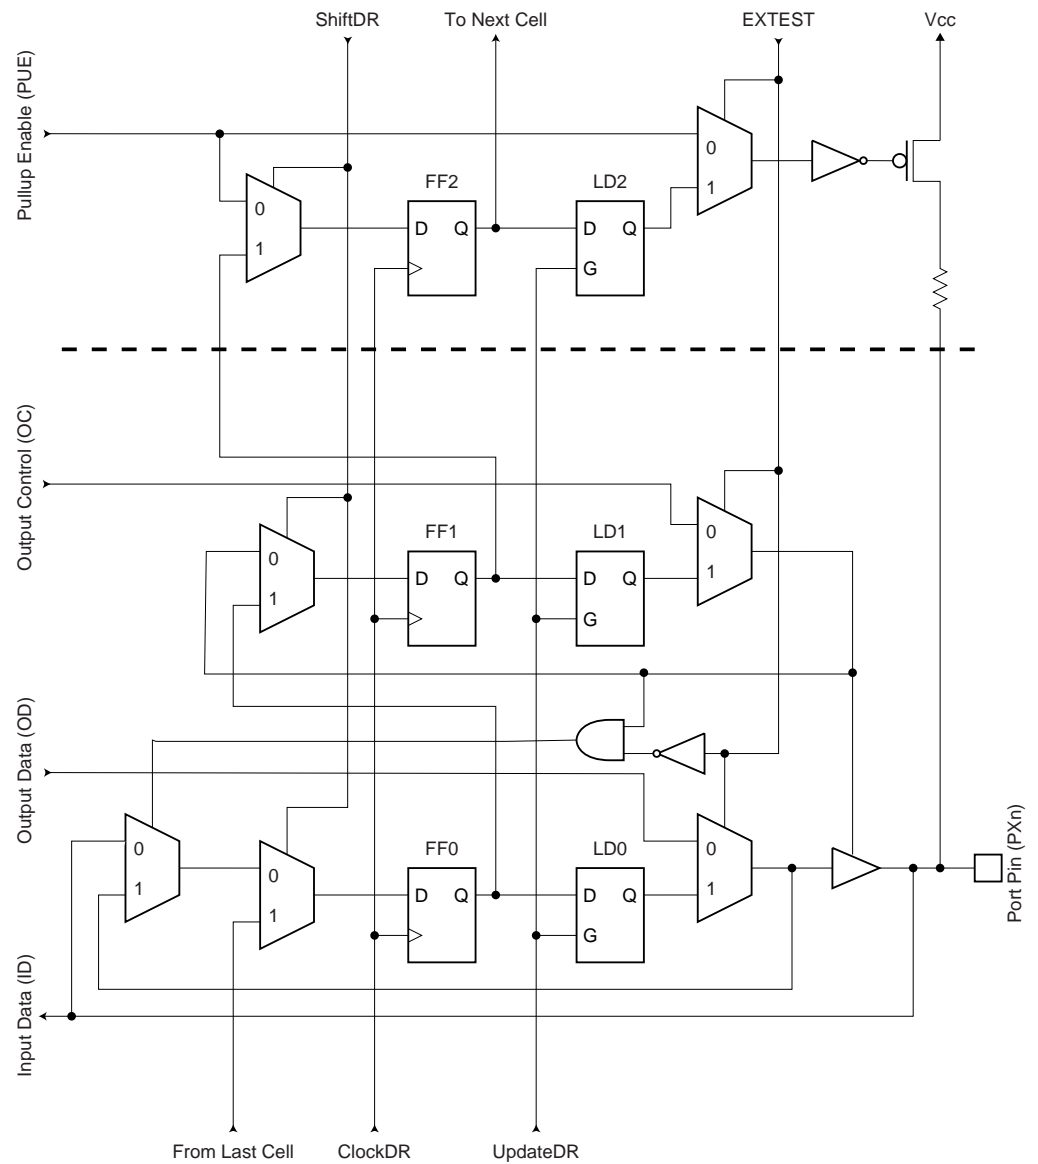 ShiftDR
To Next Cell
EXTEST
Vcc
Pullup Enable (PUE)
0
1
FF2
D Q
LD2
D Q
G
0
1
Output Control (OC)
0
1
FF1
D Q
LD1
D Q
G
0
1
Output Data (OD)
0
1
0
1
FF0
D Q
LD0
D Q
G
0
1
Port Pin (PXn)
Input Data (ID)
From Last Cell
ClockDR
UpdateDR